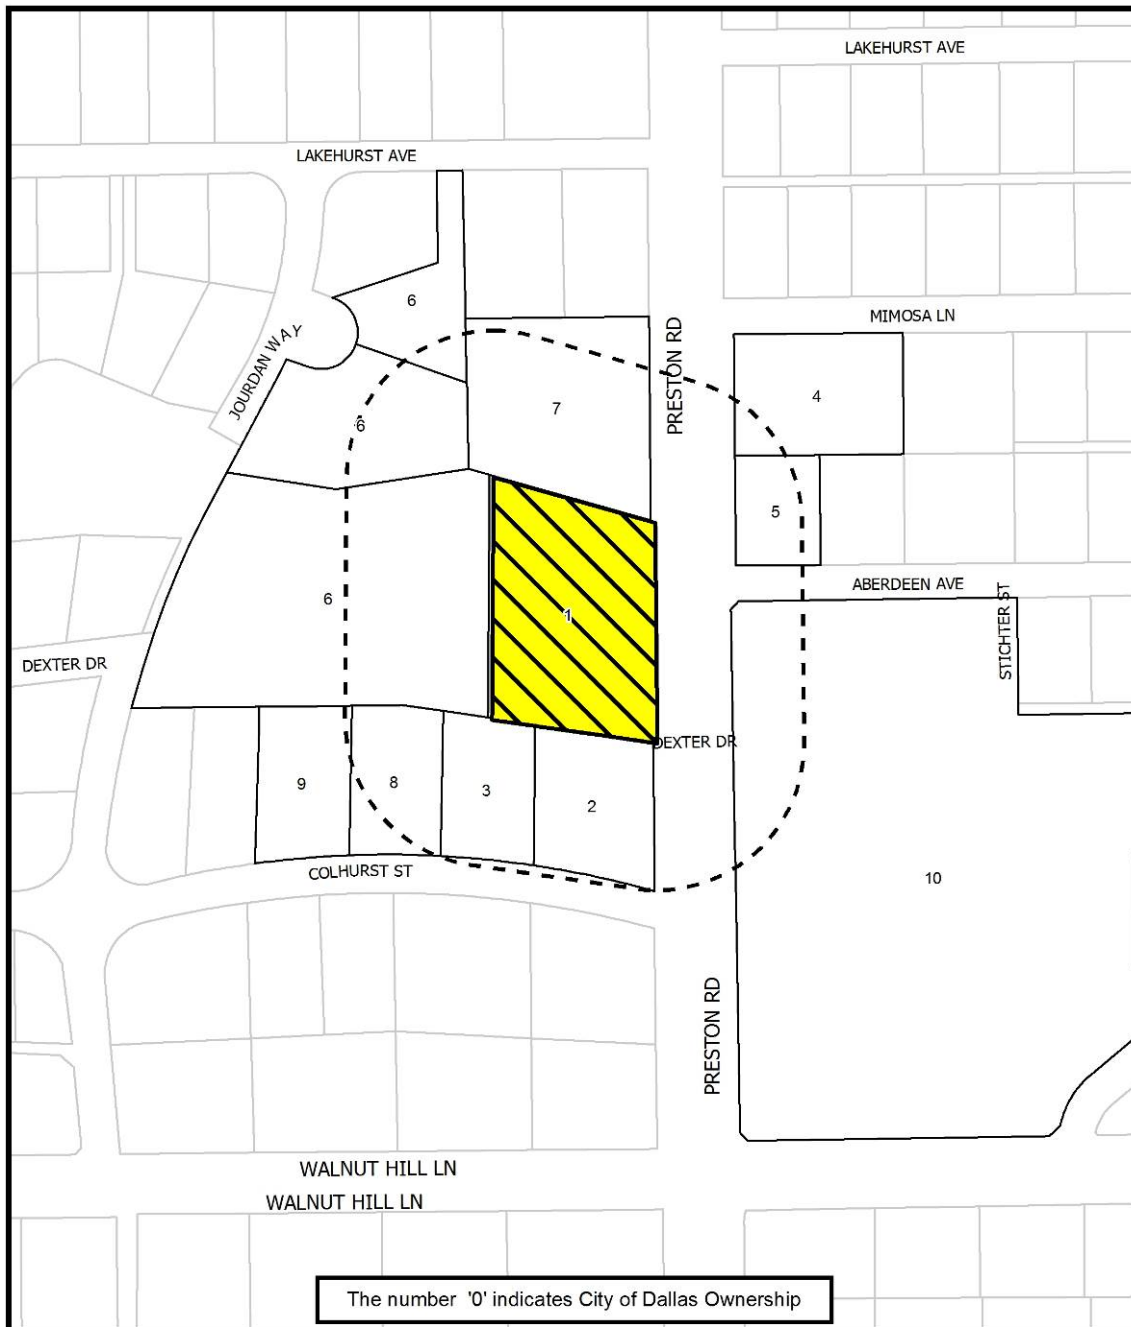 LAKEHURST AVE
LAKEHURST AVE
6
MIMOSA LN
PRESTON RD
JOURDAN WAY
4
7
6
5
ABERDEEN AVE
STICHTER ST
6
1
DEXTER DR
DEXTER DR
9
8
3
2
COLHURST ST
10
PRESTON RD
WALNUT HILL LN
WALNUT HILL LN
The number '0' indicates City of Dallas Ownership